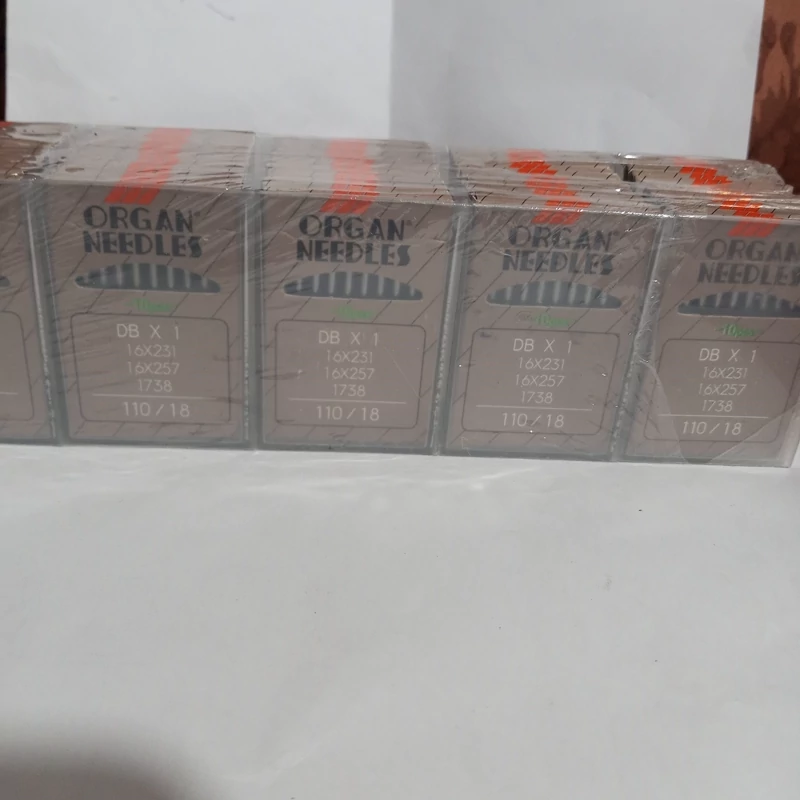 ORGAN®
NEEDLES
DB X 1
16X231
16X257
1738
110/18
ORGAN®
NEEDLES
DB X 1
16X231
16X257
1738
110/18
ORGAN®
NEEDLES
DB X 1
16X231
16X257
1738
110/18
ORGAN
NEEDLES
DB X 1
16X231
16X257
1738
110/18